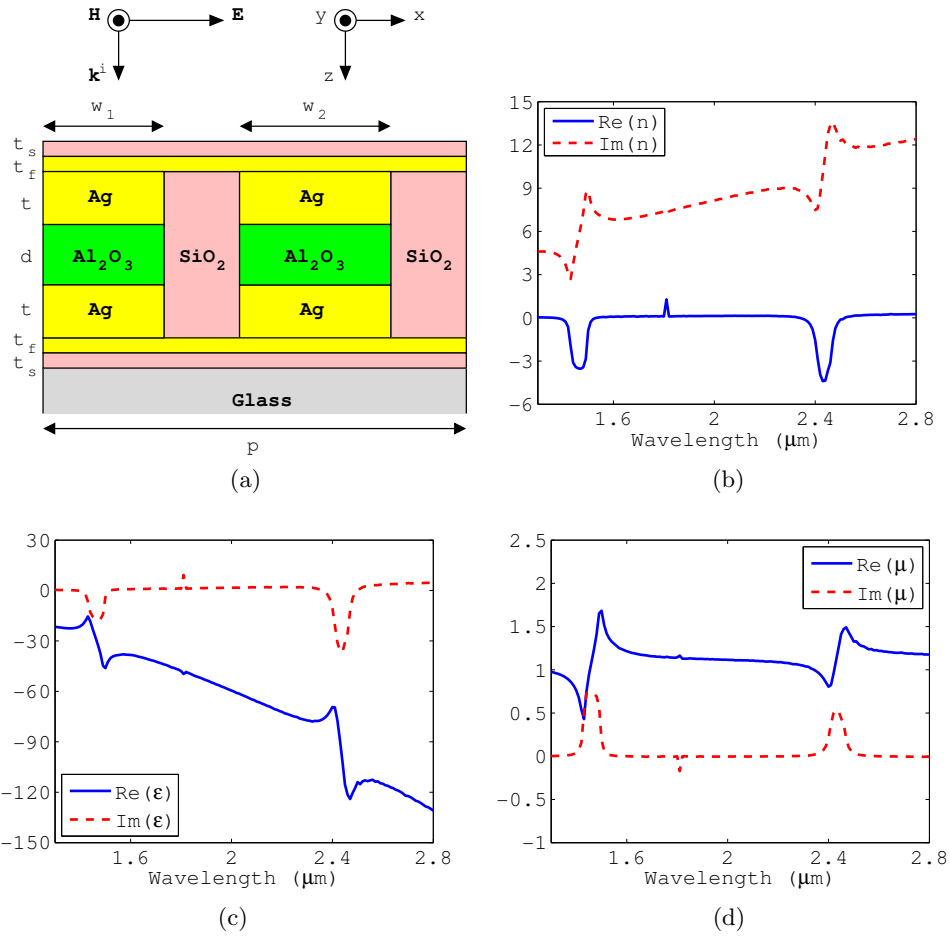 H E y x
k^i z
w_1 w_2
t_s
t_f
t Ag Ag
d Al_2O_3 SiO_2 Al_2O_3 SiO_2
t Ag Ag
t_f
t_s
Glass
p
(a)
15
12
9
6
3
0
−3
−6
Re(n)
Im(n)
1.6 2 2.4 2.8
Wavelength (μm)
(b)
30
0
−30
−60
−90
−120
−150
Re(ε)
Im(ε)
1.6 2 2.4 2.8
Wavelength (μm)
(c)
2.5
2
1.5
1
0.5
0
−0.5
−1
Re(μ)
Im(μ)
1.6 2 2.4 2.8
Wavelength (μm)
(d)